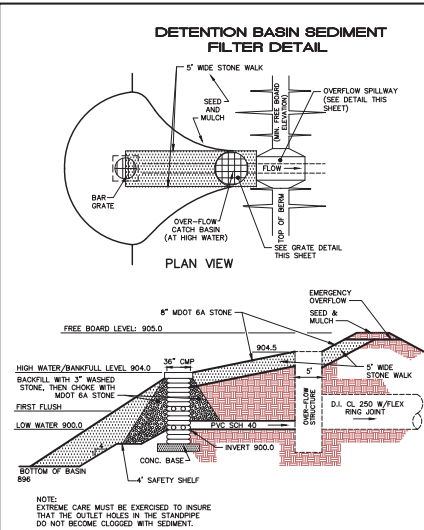 DETENTION BASIN SEDIMENT
FILTER DETAIL
5' WIDE STONE WALK
SEED
AND
MULCH
(MIN. FREE BOARD
ELEVATION)
OVERFLOW SPILLWAY
(SEE DETAIL THIS
SHEET)
FLOW
BAR
GRATE
OVER-FLOW
CATCH BASIN
(AT HIGH WATER)
TOP OF BERM
SEE GRATE DETAIL
THIS SHEET
PLAN VIEW
EMERGENCY
OVERFLOW
8" MDOT 6A STONE
SEED &
MULCH
FREE BOARD LEVEL: 905.0
904.5
HIGH WATER/BANKFULL LEVEL 904.0
36" CMP
5' WIDE
STONE WALK
BACKFILL WITH 3" WASHED
STONE, THEN CHOKE WITH
MDOT 6A STONE
5'
FIRST FLUSH
OVER-FLOW
STRUCTURE
D.I. CL 250 W/FLEX
RING JOINT
LOW WATER 900.0
PVC SCH 40
INVERT 900.0
BOTTOM OF BASIN
896
CONC. BASE
4' SAFETY SHELF
NOTE:
EXTREME CARE MUST BE EXERCISED TO INSURE
THAT THE OUTLET HOLES IN THE STANDPIPE
DO NOT BECOME CLOGGED WITH SEDIMENT.